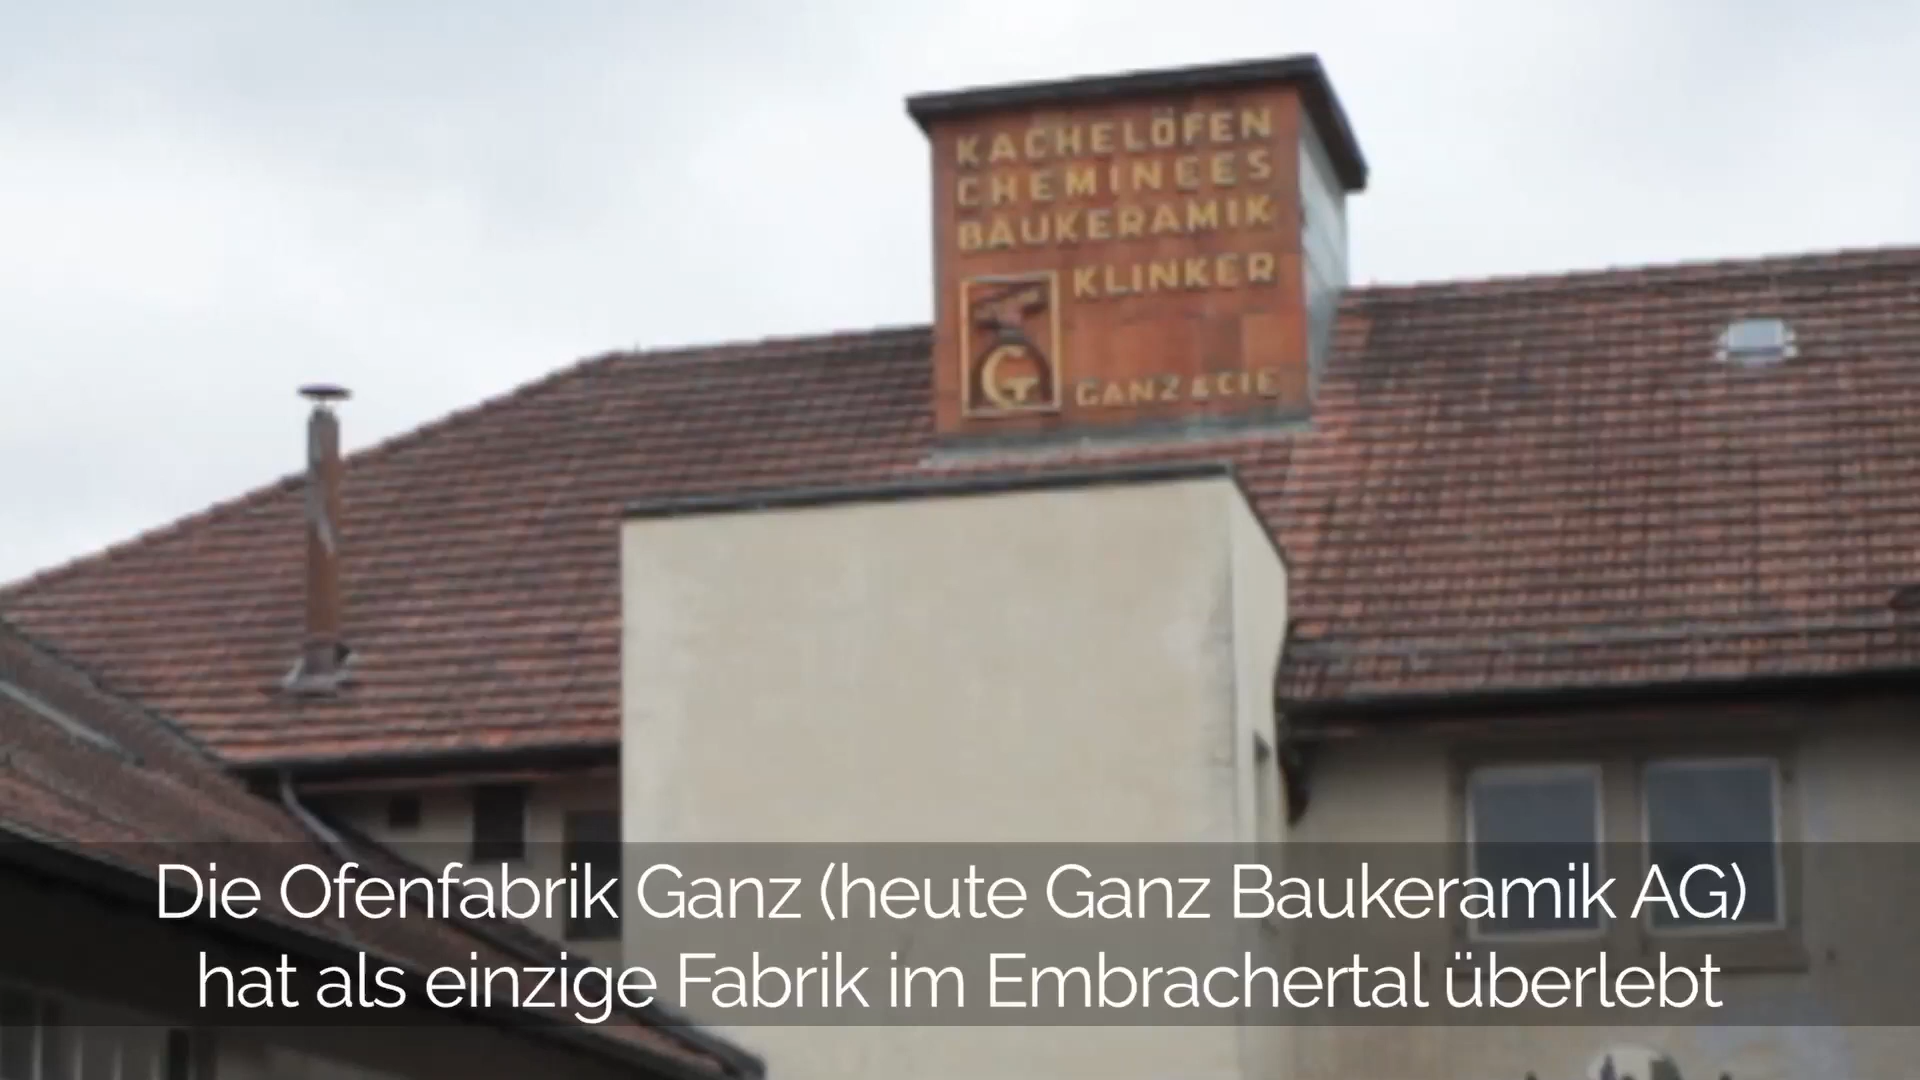 KACHELÖFEN
CHEMINEES
BAUKERAMIK
KLINKER
G
GANZ & CIE
Die Ofenfabrik Ganz (heute Ganz Baukeramik AG)
hat als einzige Fabrik im Embrachertal überlebt